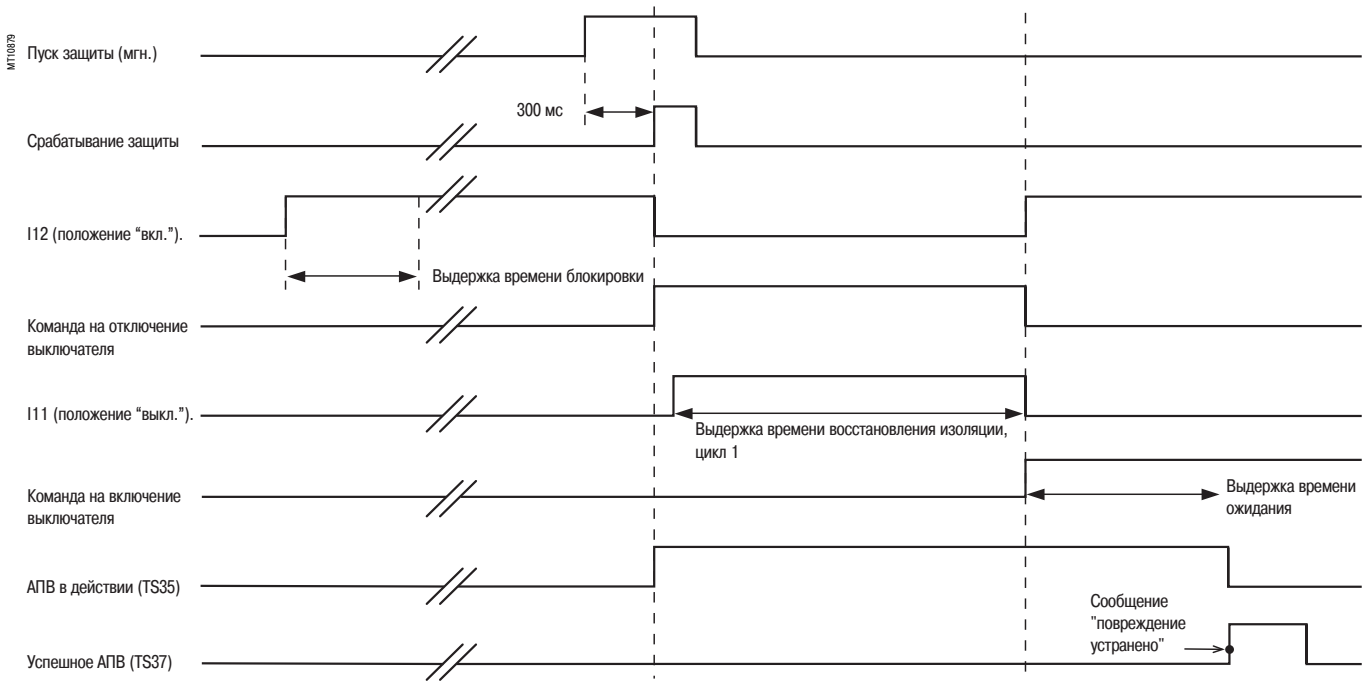 МТ10879
Пуск защиты (мгн.)
300 мс
Срабатывание защиты
I12 (положение “вкл.”).
Выдержка времени блокировки
Команда на отключение
выключателя
I11 (положение “выкл.”).
Выдержка времени восстановления изоляции,
цикл 1
Команда на включение
выключателя
Выдержка времени
ожидания
АПВ в действии (TS35)
Сообщение
"повреждение
устранено"
Успешное АПВ (TS37)